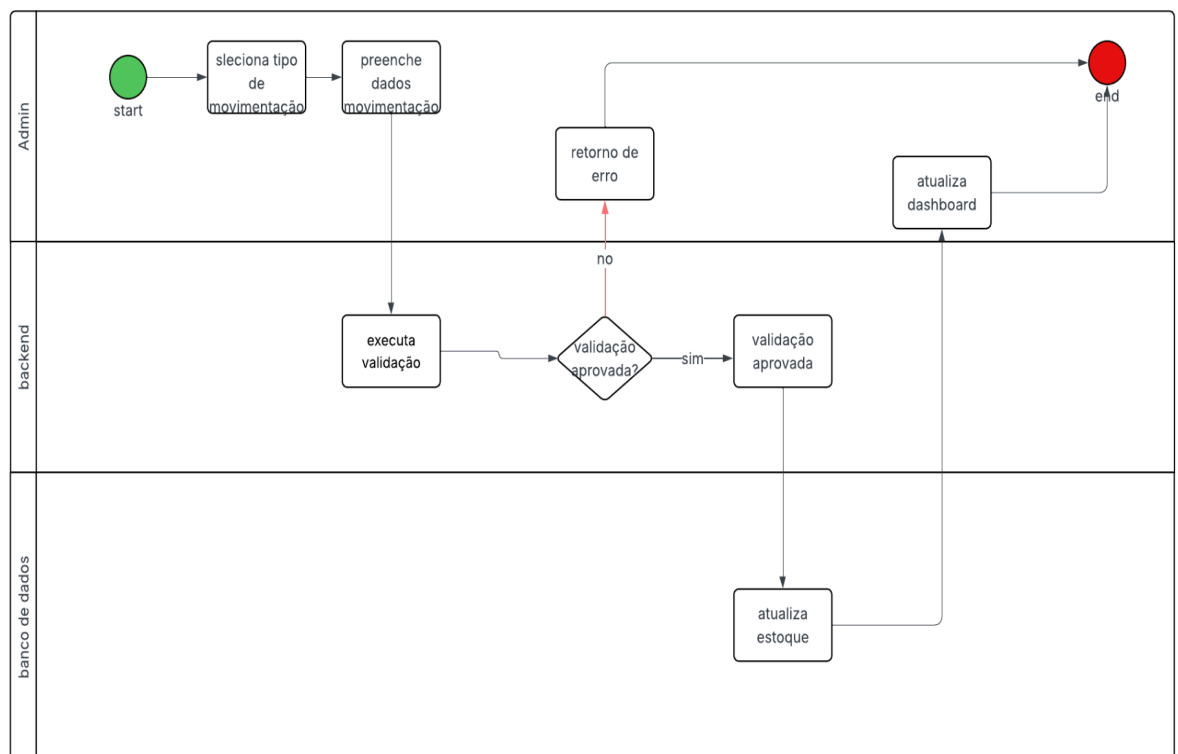 Admin
start
sleciona tipo
de
movimentação
preenche
dados
movimentação
retorno de
erro
atualiza
dashboard
end
backend
executa
validação
no
validação
aprovada?
sim
validação
aprovada
banco de dados
atualiza
estoque